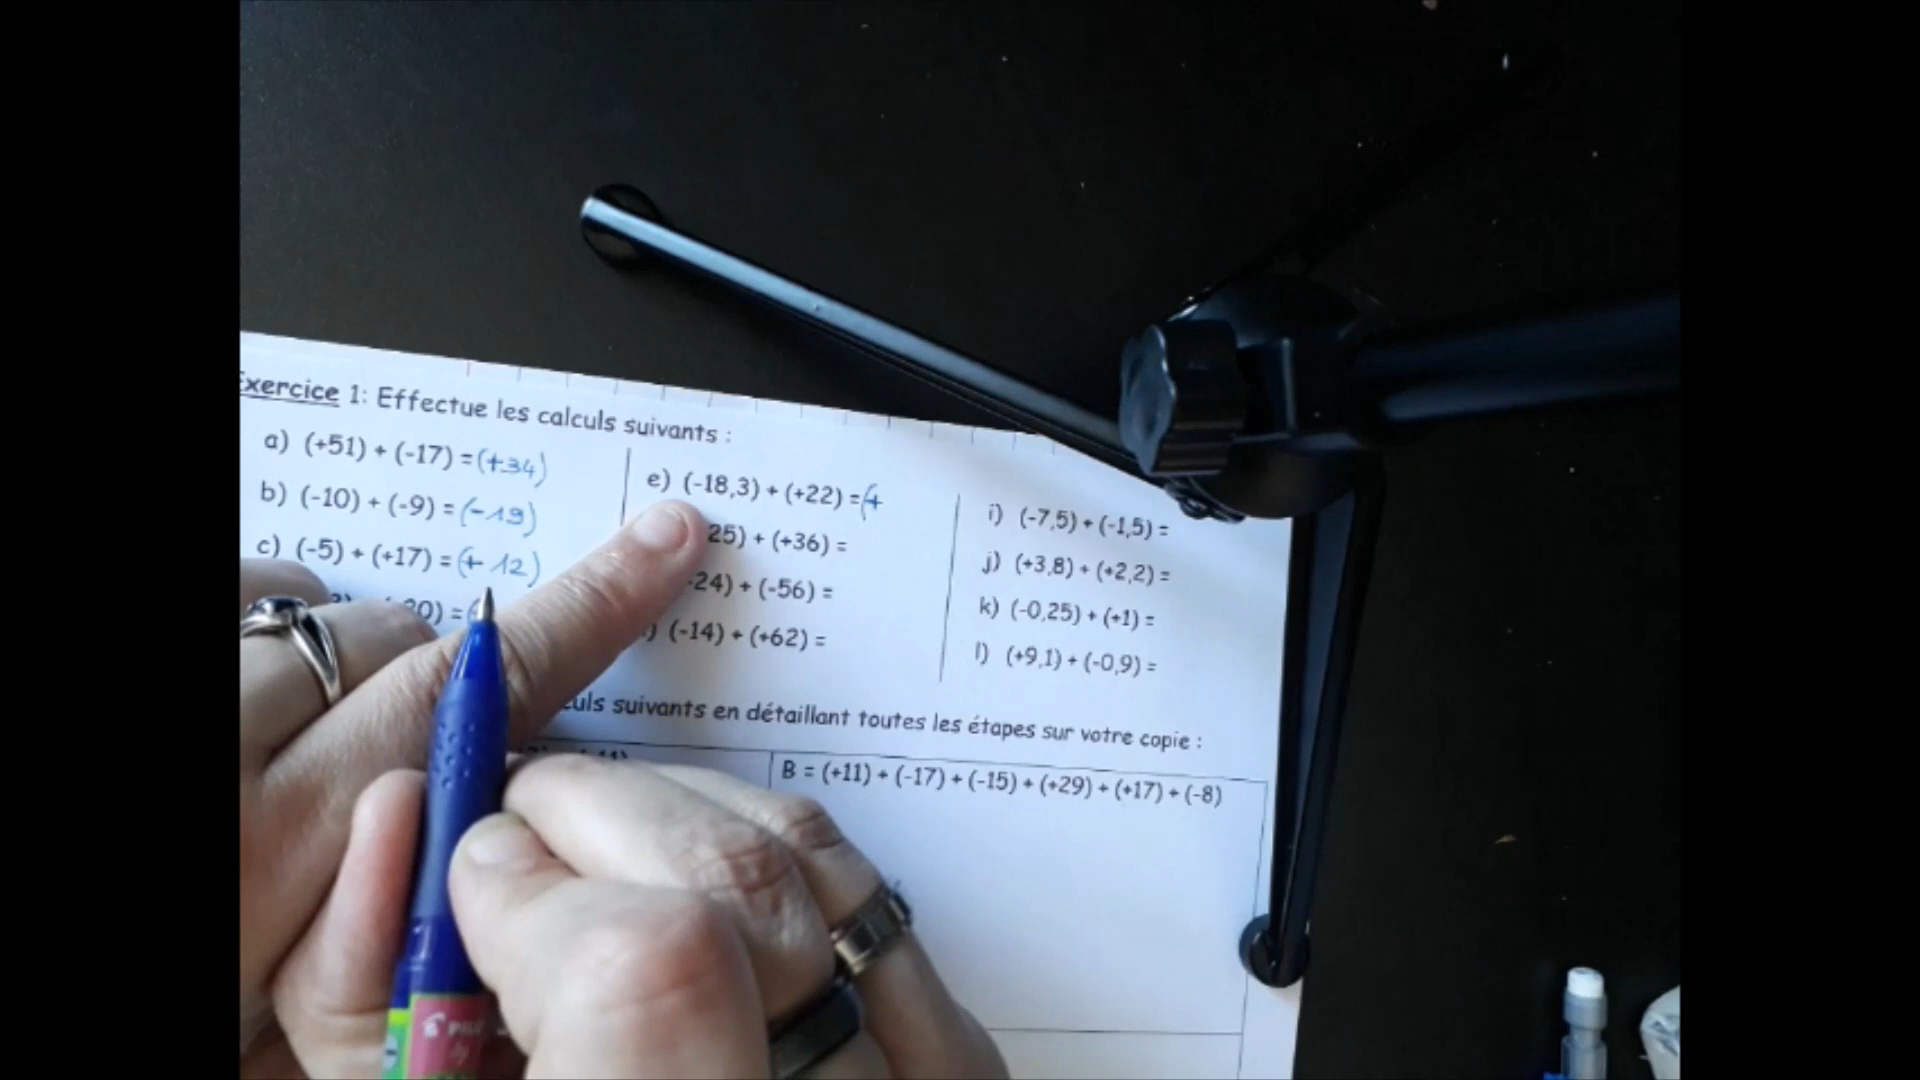 Exercice 1: Effectue les calculs suivants :
a) (+51) + (-17) = (+34)
b) (-10) + (-9) = (-19)
c) (-5) + (+17) = (+12)
20) = (
e) (-18,3) + (+22) = (+
25) + (+36) =
-24) + (-56) =
) (-14) + (+62) =
i) (-7,5) + (-1,5) =
j) (+3,8) + (+2,2) =
k) (-0,25) + (+1) =
l) (+9,1) + (-0,9) =
culs suivants en détaillant toutes les étapes sur votre copie :
B = (+11) + (-17) + (-15) + (+29) + (+17) + (-8)